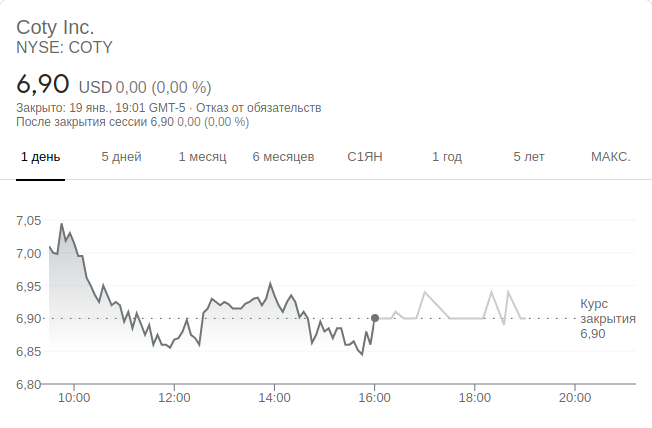 Coty Inc.
NYSE: COTY
6,90 USD 0,00 (0,00 %)
Закрыто: 19 янв., 19:01 GMT-5 · Отказ от обязательств
После закрытия сессии 6,90 0,00 (0,00 %)
1 день 5 дней 1 месяц 6 месяцев С1ЯН 1 год 5 лет МАКС.
7,05
7,00
6,95
6,90
6,85
6,80
Курс
закрытия
6,90
10:00 12:00 14:00 16:00 18:00 20:00